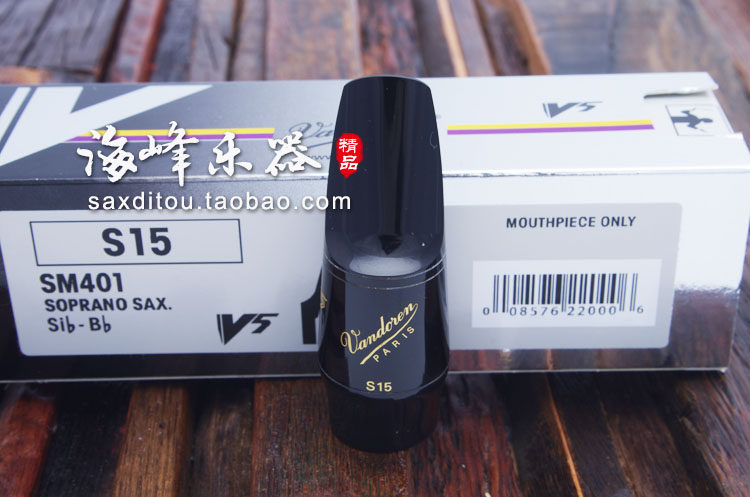 V5
海峰乐器
精品
saxditou.taobao.com
S15
SM401
SOPRANO SAX.
Sib - Bb
V5
MOUTHPIECE ONLY
0 08576 22000 6
Vandoren
PARIS
S15